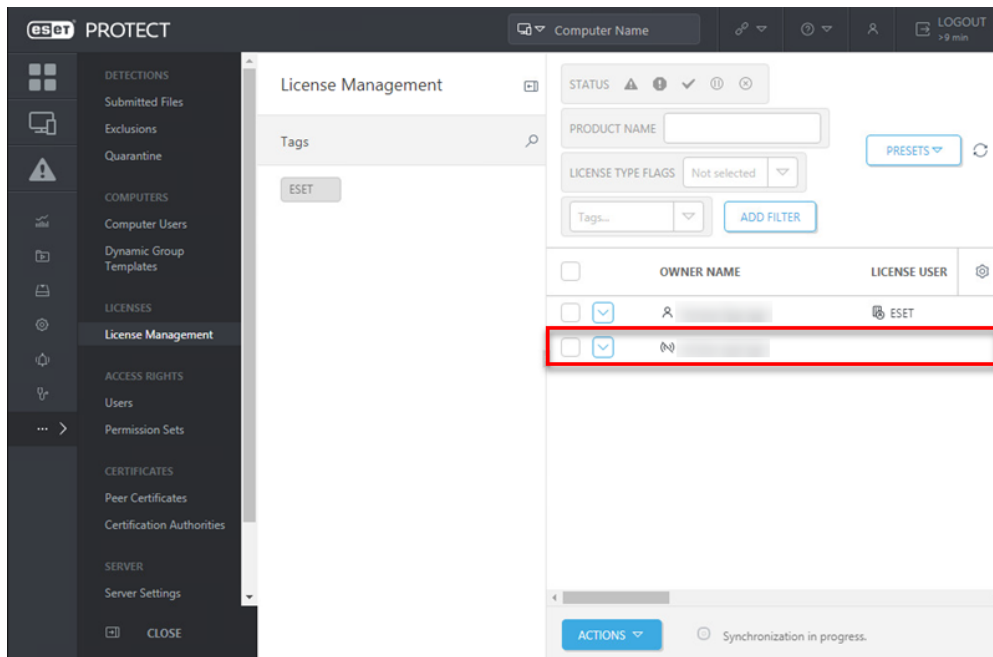 eset PROTECT
Computer Name
LOGOUT
>9 min
DETECTIONS
Submitted Files
Exclusions
Quarantine
COMPUTERS
Computer Users
Dynamic Group
Templates
LICENSES
License Management
ACCESS RIGHTS
Users
Permission Sets
CERTIFICATES
Peer Certificates
Certification Authorities
SERVER
Server Settings
CLOSE
License Management
Tags
ESET
STATUS
PRODUCT NAME
LICENSE TYPE FLAGS Not selected
Tags...
ADD FILTER
PRESETS
OWNER NAME LICENSE USER
ESET
ACTIONS
Synchronization in progress.